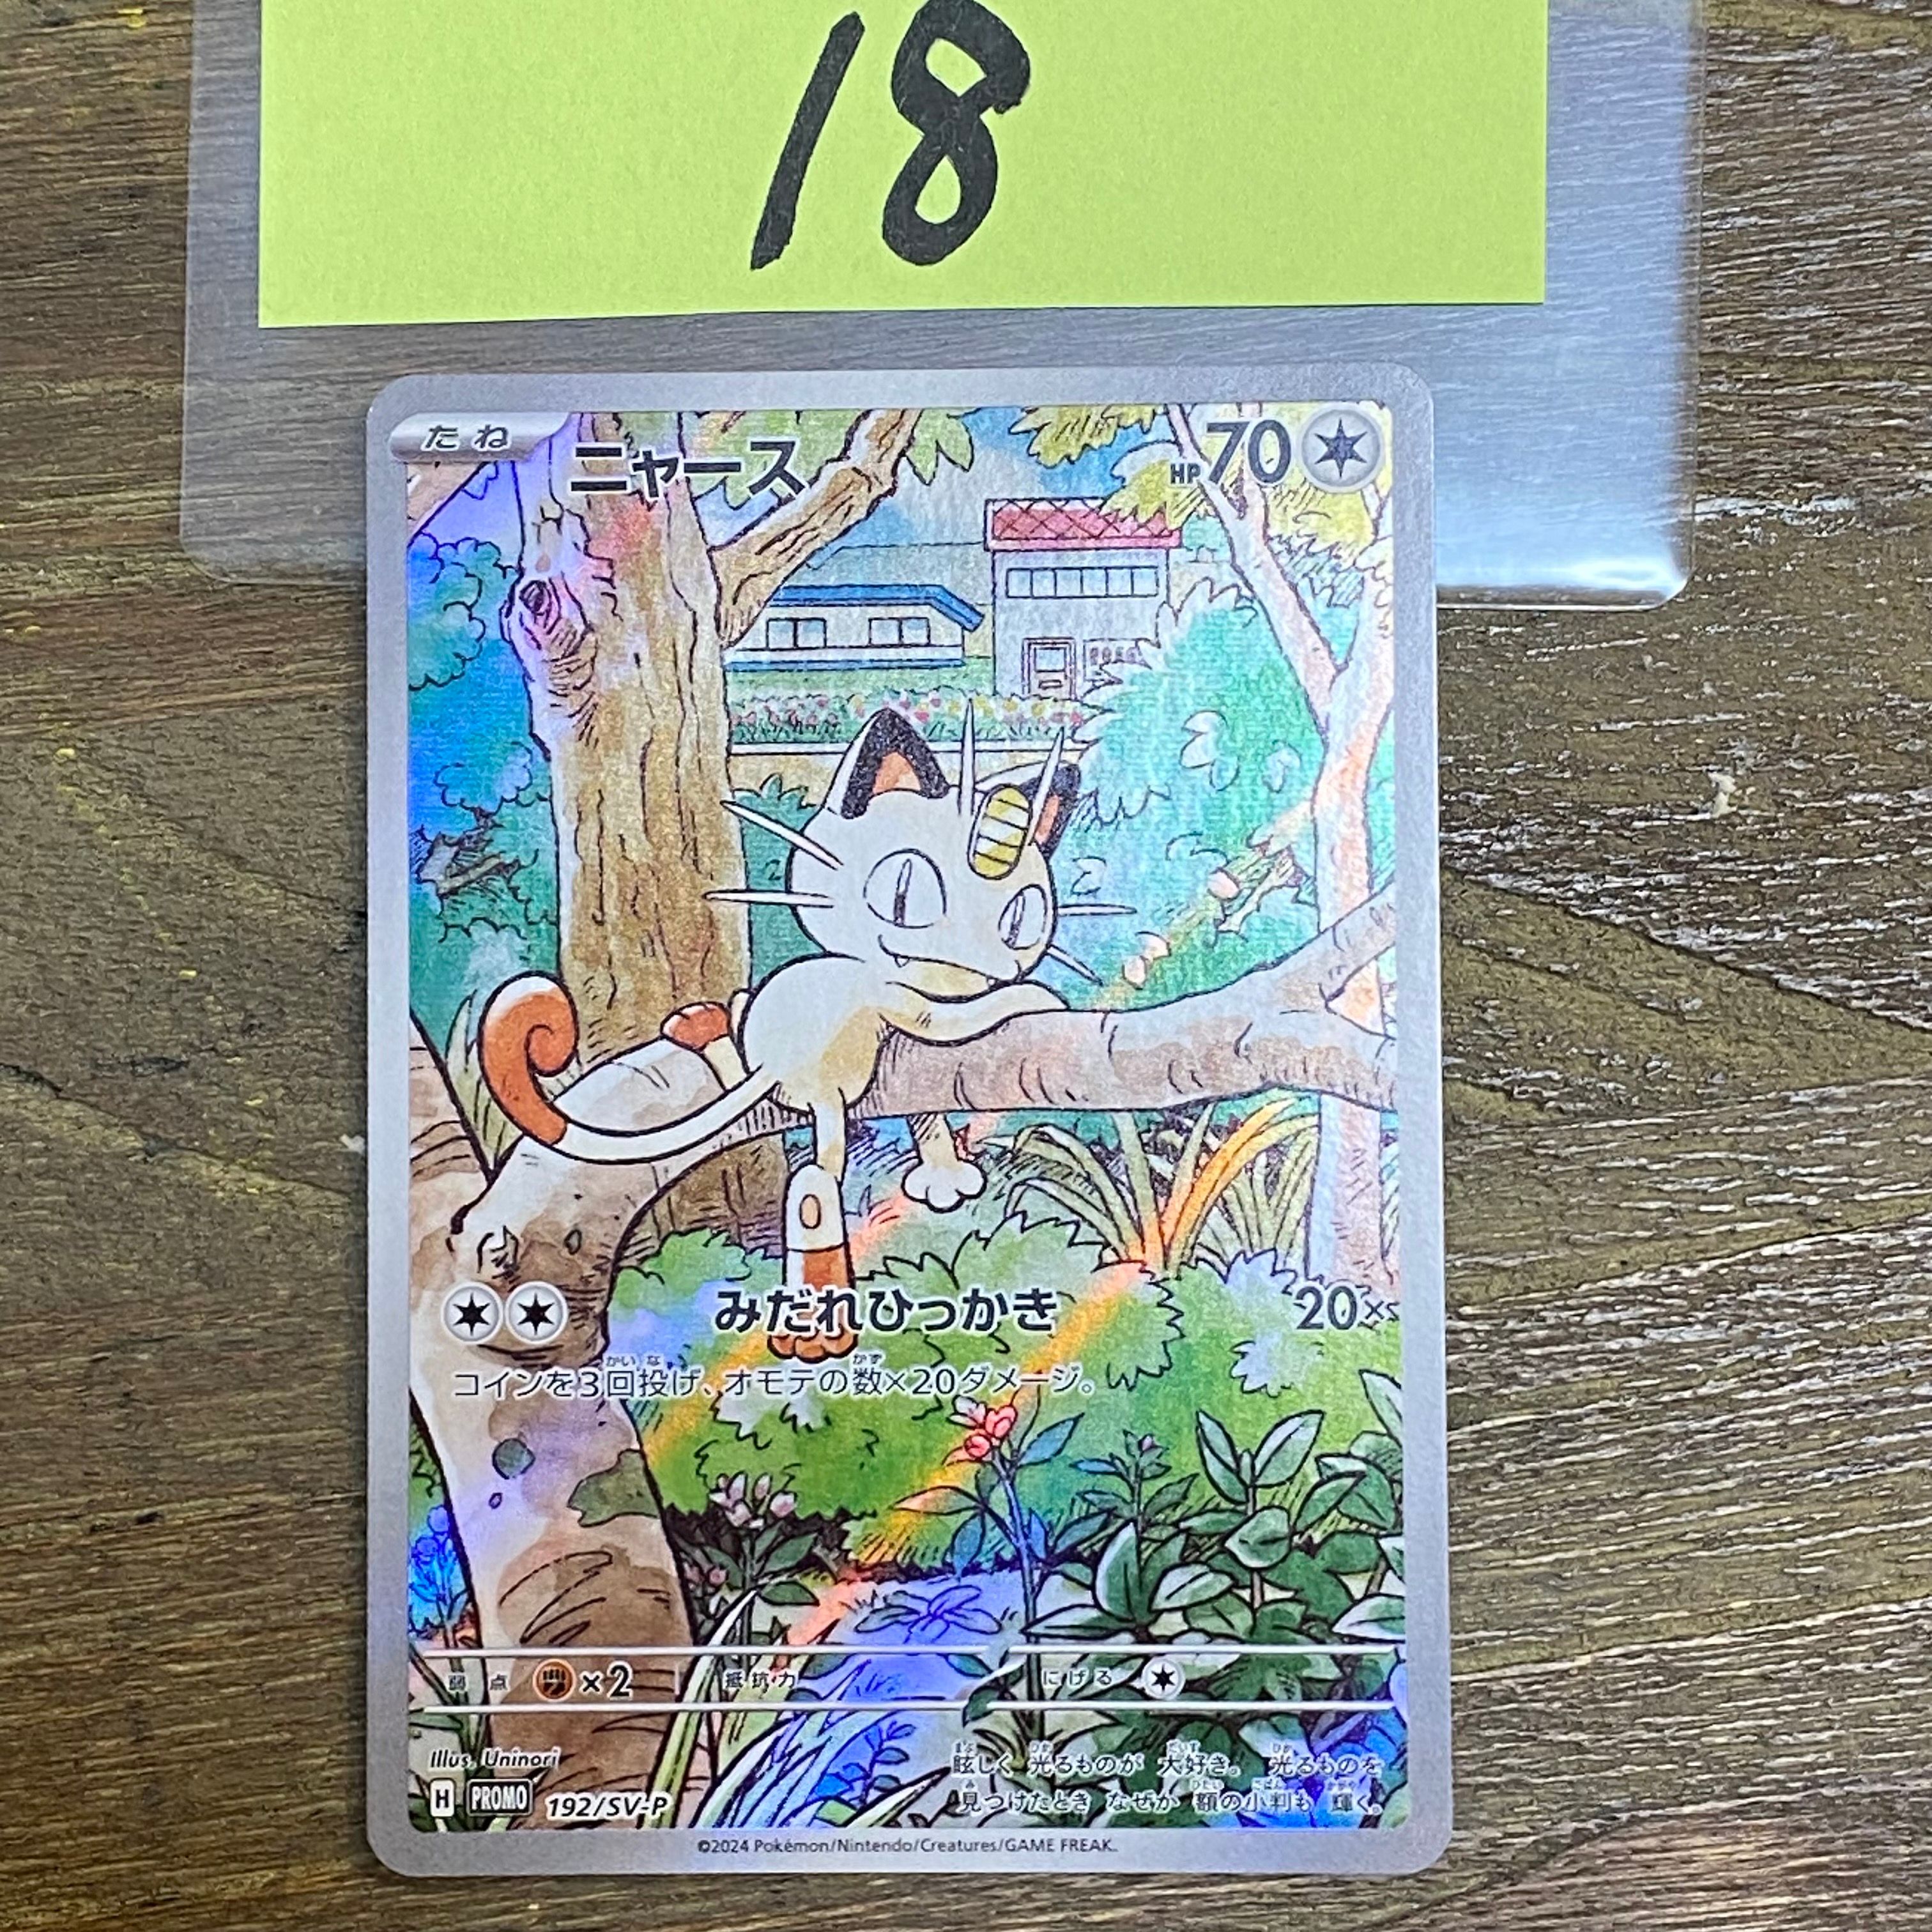 18
たね ニャース HP70
みだれひっかき 20×
コインを3回投げ、オモテの数×20ダメージ。
弱点 ×2 抵抗力 にげる
Illus. Uninori
眩しく 光るものが 大好き。 光るものを
見つけたとき なぜか 額の小判も 輝く。
H PROMO 192/SV-P
©2024 Pokémon/Nintendo/Creatures/GAME FREAK.